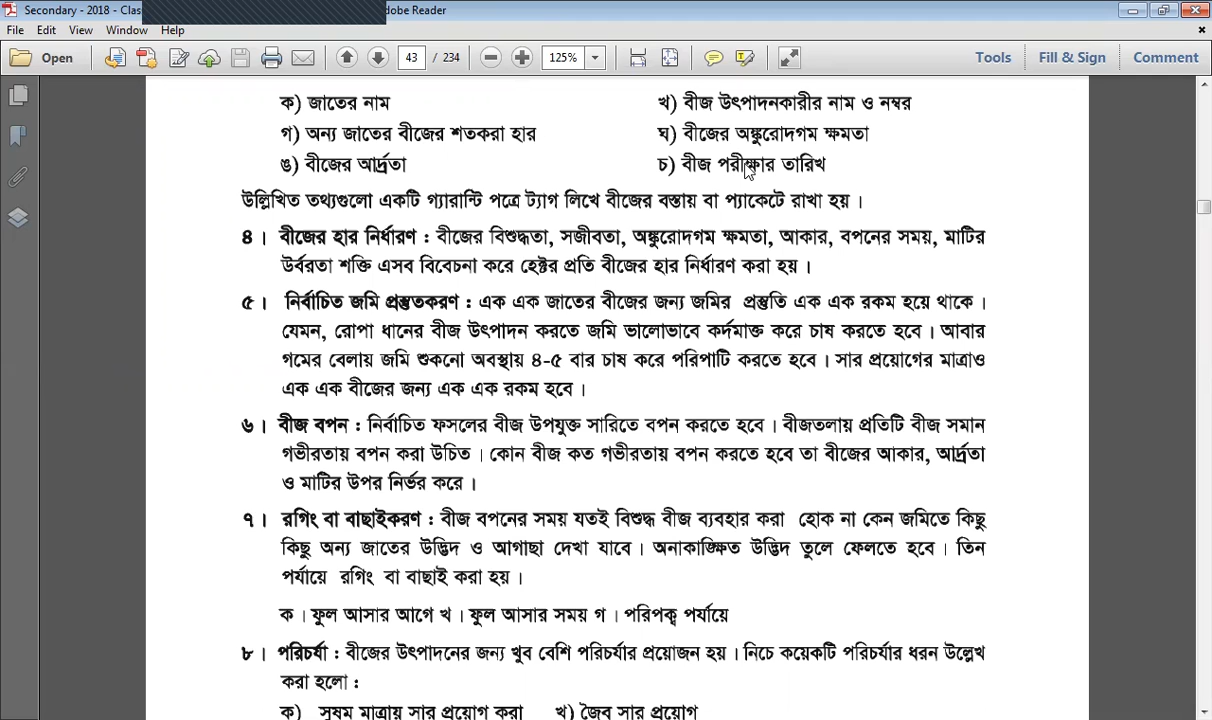 Secondary - 2018 - Clas
dobe Reader
File Edit View Window Help
Open 43 / 234 125% Tools Fill & Sign Comment
ক) জাতের নাম খ) বীজ উৎপাদনকারীর নাম ও নম্বর
গ) অন্য জাতের বীজের শতকরা হার ঘ) বীজের অঙ্কুরোদগম ক্ষমতা
ঙ) বীজের আর্দ্রতা চ) বীজ পরীক্ষার তারিখ
উল্লিখিত তথ্যগুলো একটি গ্যারান্টি পত্রে ট্যাগ লিখে বীজের বস্তায় বা প্যাকেটে রাখা হয় ।
৪ । বীজের হার নির্ধারণ : বীজের বিশুদ্ধতা, সজীবতা, অঙ্কুরোদগম ক্ষমতা, আকার, বপনের সময়, মাটির
উর্বরতা শক্তি এসব বিবেচনা করে হেক্টর প্রতি বীজের হার নির্ধারণ করা হয় ।
৫ । নির্বাচিত জমি প্রস্তুতকরণ : এক এক জাতের বীজের জন্য জমির প্রস্তুতি এক এক রকম হয়ে থাকে ।
যেমন, রোপা ধানের বীজ উৎপাদন করতে জমি ভালোভাবে কর্দমাক্ত করে চাষ করতে হবে । আবার
গমের বেলায় জমি শুকনো অবস্থায় ৪-৫ বার চাষ করে পরিপাটি করতে হবে । সার প্রয়োগের মাত্রাও
এক এক বীজের জন্য এক এক রকম হবে ।
৬ । বীজ বপন : নির্বাচিত ফসলের বীজ উপযুক্ত সারিতে বপন করতে হবে । বীজতলায় প্রতিটি বীজ সমান
গভীরতায় বপন করা উচিত । কোন বীজ কত গভীরতায় বপন করতে হবে তা বীজের আকার, আর্দ্রতা
ও মাটির উপর নির্ভর করে ।
৭ । রগিং বা বাছাইকরণ : বীজ বপনের সময় যতই বিশুদ্ধ বীজ ব্যবহার করা হোক না কেন জমিতে কিছু
কিছু অন্য জাতের উদ্ভিদ ও আগাছা দেখা যাবে । অনাকাঙ্ক্ষিত উদ্ভিদ তুলে ফেলতে হবে । তিন
পর্যায়ে রগিং বা বাছাই করা হয় ।
ক । ফুল আসার আগে খ । ফুল আসার সময় গ । পরিপক্ব পর্যায়ে
৮ । পরিচর্যা : বীজের উৎপাদনের জন্য খুব বেশি পরিচর্যার প্রয়োজন হয় । নিচে কয়েকটি পরিচর্যার ধরন উল্লেখ
করা হলো :
ক) সুষম মাত্রায় সার প্রয়োগ করা খ) জৈব সার প্রয়োগ